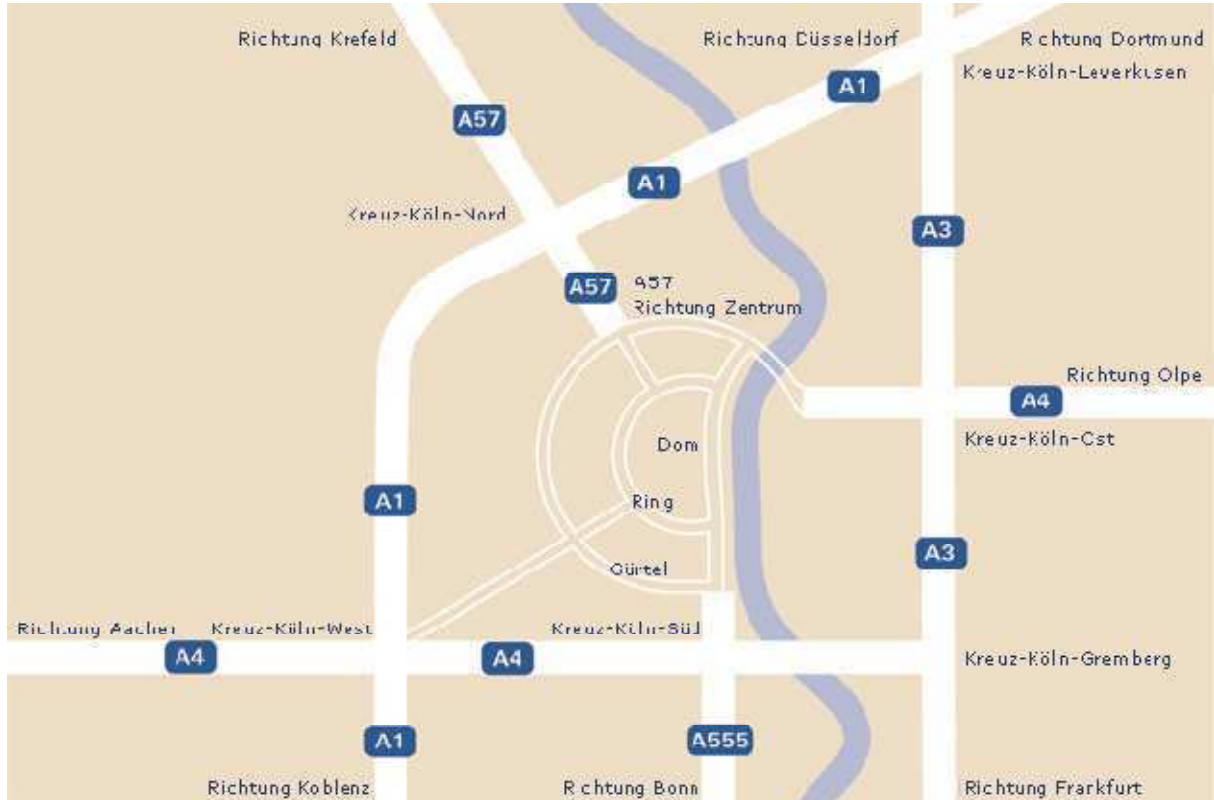 Richtung Krefeld
Richtung Düsseldorf
Richtung Dortmund
Kreuz-Köln-Leverkusen
A1
A57
A1
Kreuz-Köln-Nord
A3
A57
A57
Richtung Zentrum
Richtung Olpe
A4
Kreuz-Köln-Ost
Dom
A1
Ring
A3
Gürtel
Richtung Aachen
Kreuz-Köln-West
Kreuz-Köln-Süd
A4
A4
Kreuz-Köln-Gremberg
A1
A555
Richtung Koblenz
Richtung Bonn
Richtung Frankfurt